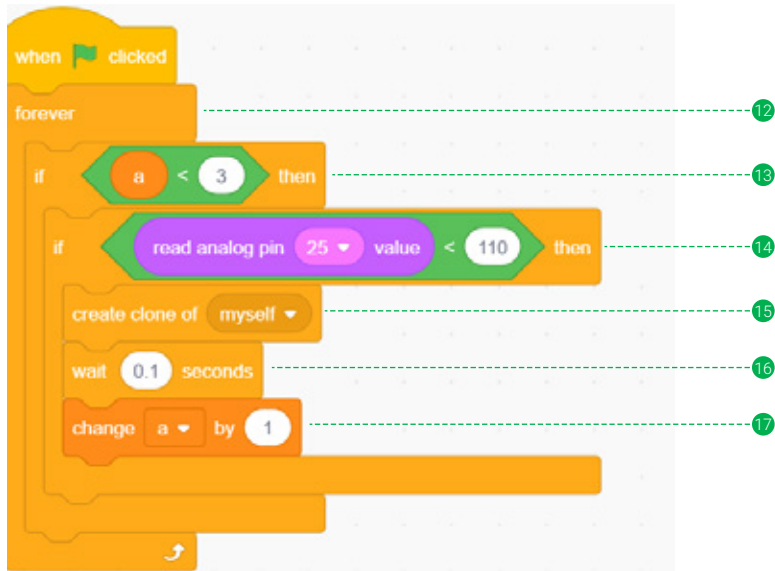 when clicked
forever
12
if a < 3 then
13
if read analog pin 25 value < 110 then
14
create clone of myself
15
wait 0.1 seconds
16
change a by 1
17